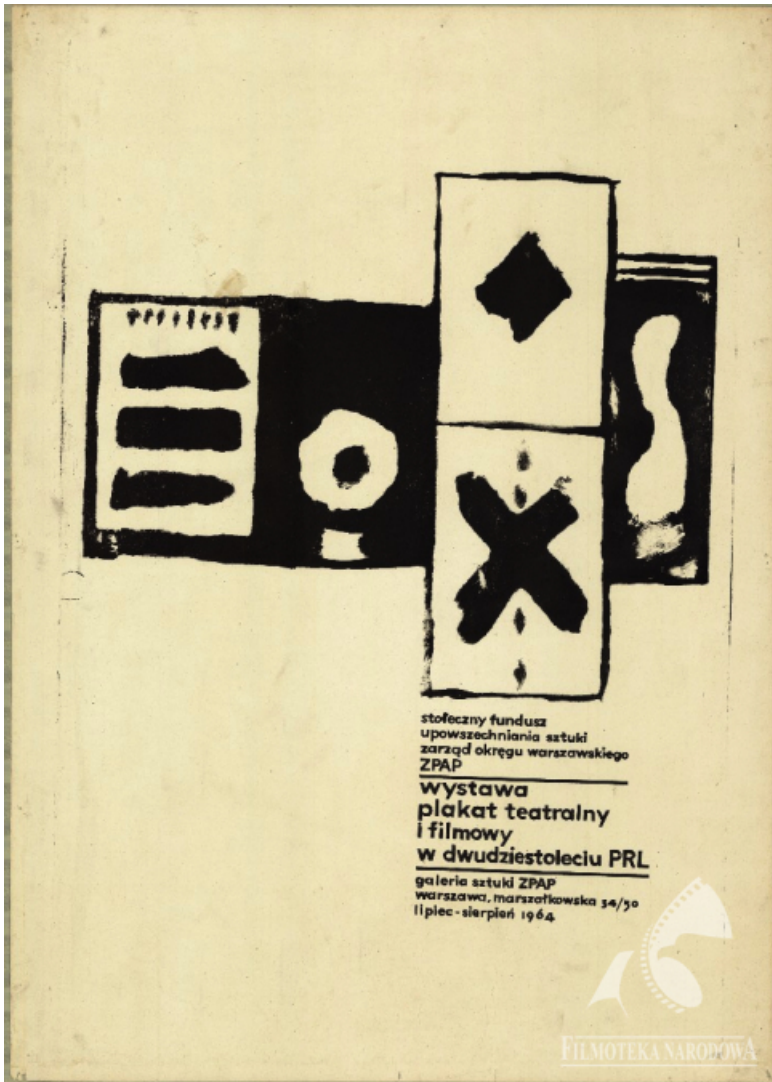 stołeczny fundusz
upowszechniania sztuki
zarząd okręgu warszawskiego
ZPAP
wystawa
plakat teatralny
i filmowy
w dwudziestoleciu PRL
galeria sztuki ZPAP
warszawa, marszałkowska 34/50
lipiec-sierpień 1964
FILMOTEKA NARODOWA